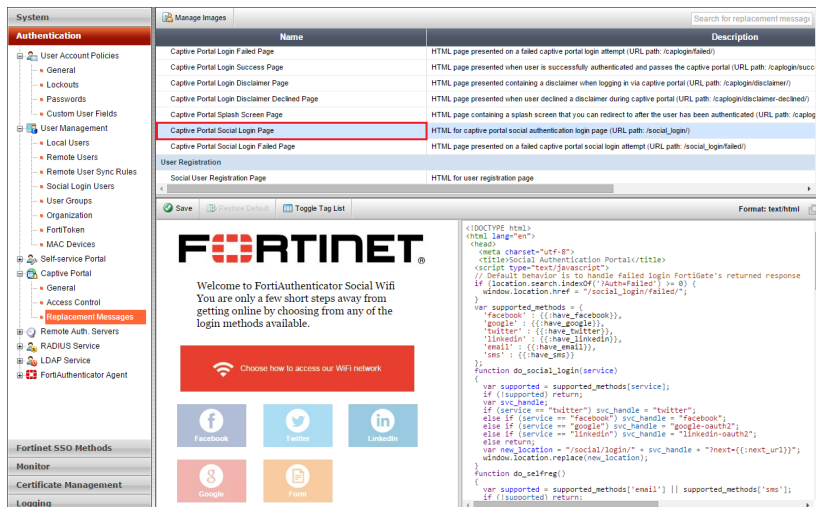 System
Authentication
User Account Policies
General
Lockouts
Passwords
Custom User Fields
User Management
Local Users
Remote Users
Remote User Sync Rules
Social Login Users
User Groups
Organization
FortiToken
MAC Devices
Self-service Portal
Captive Portal
General
Access Control
Replacement Messages
Remote Auth. Servers
RADIUS Service
LDAP Service
FortiAuthenticator Agent
Fortinet SSO Methods
Monitor
Certificate Management
Logging
Manage Images
Search for replacement message
Name Description
Captive Portal Login Failed Page HTML page presented on a failed captive portal login attempt (URL path: /caplogin/failed/)
Captive Portal Login Success Page HTML page presented when user is successfully authenticated and passes the captive portal (URL path: /caplogin/succ
Captive Portal Login Disclaimer Page HTML page presented containing a disclaimer when logging in via captive portal (URL path: /caplogin/disclaimer/)
Captive Portal Login Disclaimer Declined Page HTML page presented when user declined a disclaimer during captive portal (URL path: /caplogin/disclaimer-declined/)
Captive Portal Splash Screen Page HTML page containing a splash screen that you can redirect to after the user has been authenticated (URL path: /caplog
Captive Portal Social Login Page HTML for captive portal social authentication login page (URL path: /social_login/)
Captive Portal Social Login Failed Page HTML page presented on a failed captive portal social login attempt (URL path: /social_login/failed/)
User Registration
Social User Registration Page HTML for user registration page
Save Restore Default Toggle Tag List Format: text/html
FORTINET®
Welcome to FortiAuthenticator Social Wifi
You are only a few short steps away from
getting online by choosing from any of the
login methods available.
Choose how to access our WiFi network
Facebook Twitter LinkedIn
Google Form
<!DOCTYPE html>
<html lang="en">
<head>
<meta charset="utf-8">
<title>Social Authentication Portal</title>
<script type="text/javascript">
// Default behavior is to handle failed login FortiGate's returned response
if (location.search.indexOf('?Auth=Failed') >= 0) {
window.location.href = "/social_login/failed/";
}
var supported_methods = {
'facebook' : {{:have_facebook}},
'google' : {{:have_google}},
'twitter' : {{:have_twitter}},
'linkedin' : {{:have_linkedin}},
'email' : {{:have_email}},
'sms' : {{:have_sms}}
};
function do_social_login(service)
{
var supported = supported_methods[service];
if (!supported) return;
var svc_handle;
if (service == "twitter") svc_handle = "twitter";
else if (service == "facebook") svc_handle = "facebook";
else if (service == "google") svc_handle = "google-oauth2";
else if (service == "linkedin") svc_handle = "linkedin-oauth2";
else return;
var new_location = "/social/login/" + svc_handle + "?next={{:next_url}}";
window.location.replace(new_location);
}
function do_selfreg()
{
var supported = supported_methods['email'] || supported_methods['sms'];
if (!supported) return;